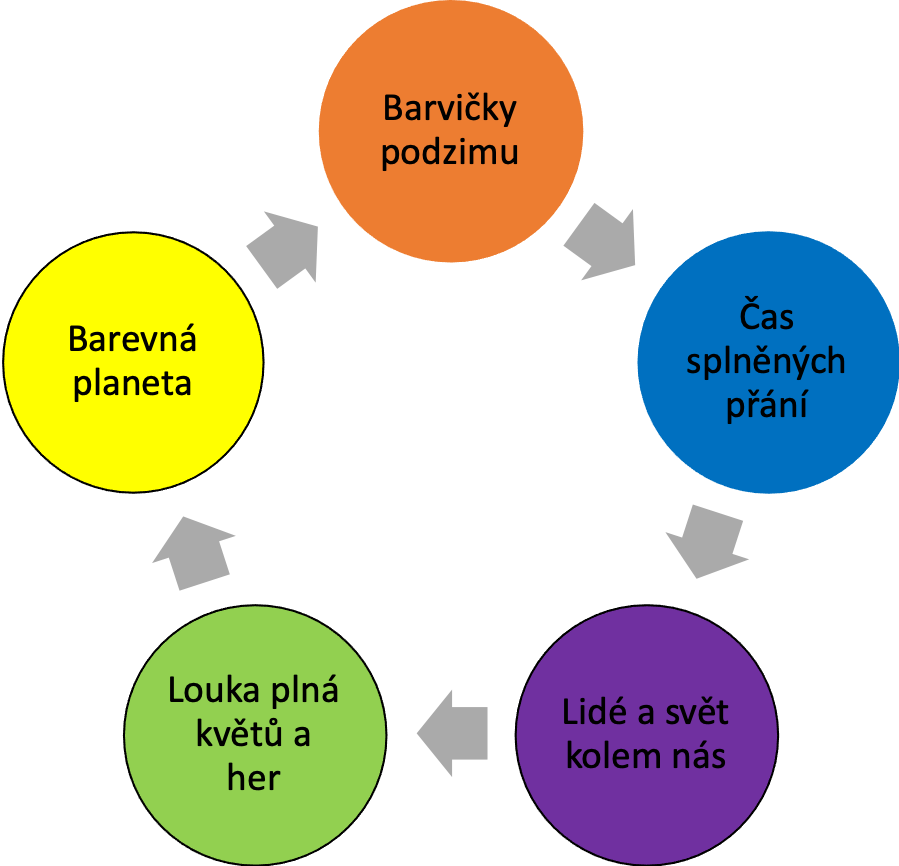 Barvičky
podzimu
Čas
splněných
přání
Lidé a svět
kolem nás
Louka plná
květů a
her
Barevná
planeta